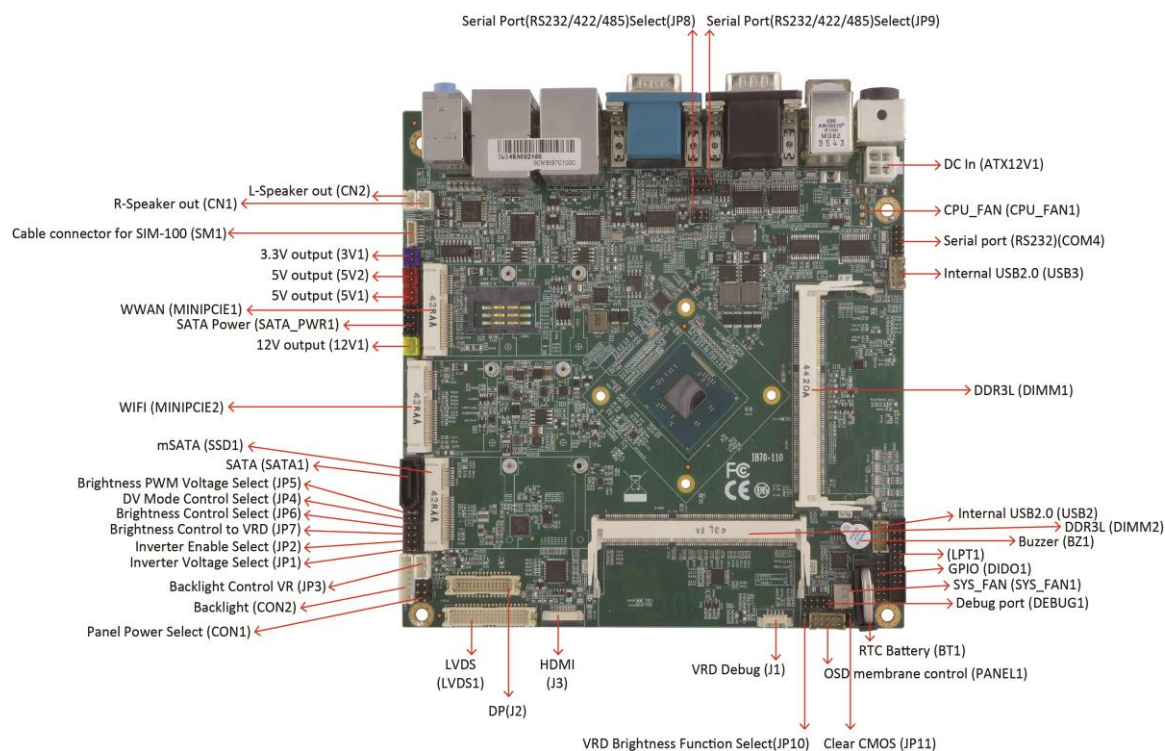 Serial Port(RS232/422/485)Select(JP8)
Serial Port(RS232/422/485)Select(JP9)
DC In (ATX12V1)
CPU_FAN (CPU_FAN1)
Serial port (RS232)(COM4)
Internal USB2.0 (USB3)
DDR3L (DIMM1)
Internal USB2.0 (USB2)
DDR3L (DIMM2)
Buzzer (BZ1)
(LPT1)
GPIO (DIDO1)
SYS_FAN (SYS_FAN1)
Debug port (DEBUG1)
RTC Battery (BT1)
OSD membrane control (PANEL1)
Clear CMOS (JP11)
VRD Brightness Function Select(JP10)
VRD Debug (J1)
HDMI
(J3)
DP(J2)
LVDS
(LVDS1)
L-Speaker out (CN2)
R-Speaker out (CN1)
Cable connector for SIM-100 (SM1)
3.3V output (3V1)
5V output (5V2)
5V output (5V1)
WWAN (MINIPCIE1)
SATA Power (SATA_PWR1)
12V output (12V1)
WIFI (MINIPCIE2)
mSATA (SSD1)
SATA (SATA1)
Brightness PWM Voltage Select (JP5)
DV Mode Control Select (JP4)
Brightness Control Select (JP6)
Brightness Control to VRD (JP7)
Inverter Enable Select (JP2)
Inverter Voltage Select (JP1)
Backlight Control VR (JP3)
Backlight (CON2)
Panel Power Select (CON1)
42RAA
42RAA
42RAA
4420A
IB70-110
FC
CE
9543